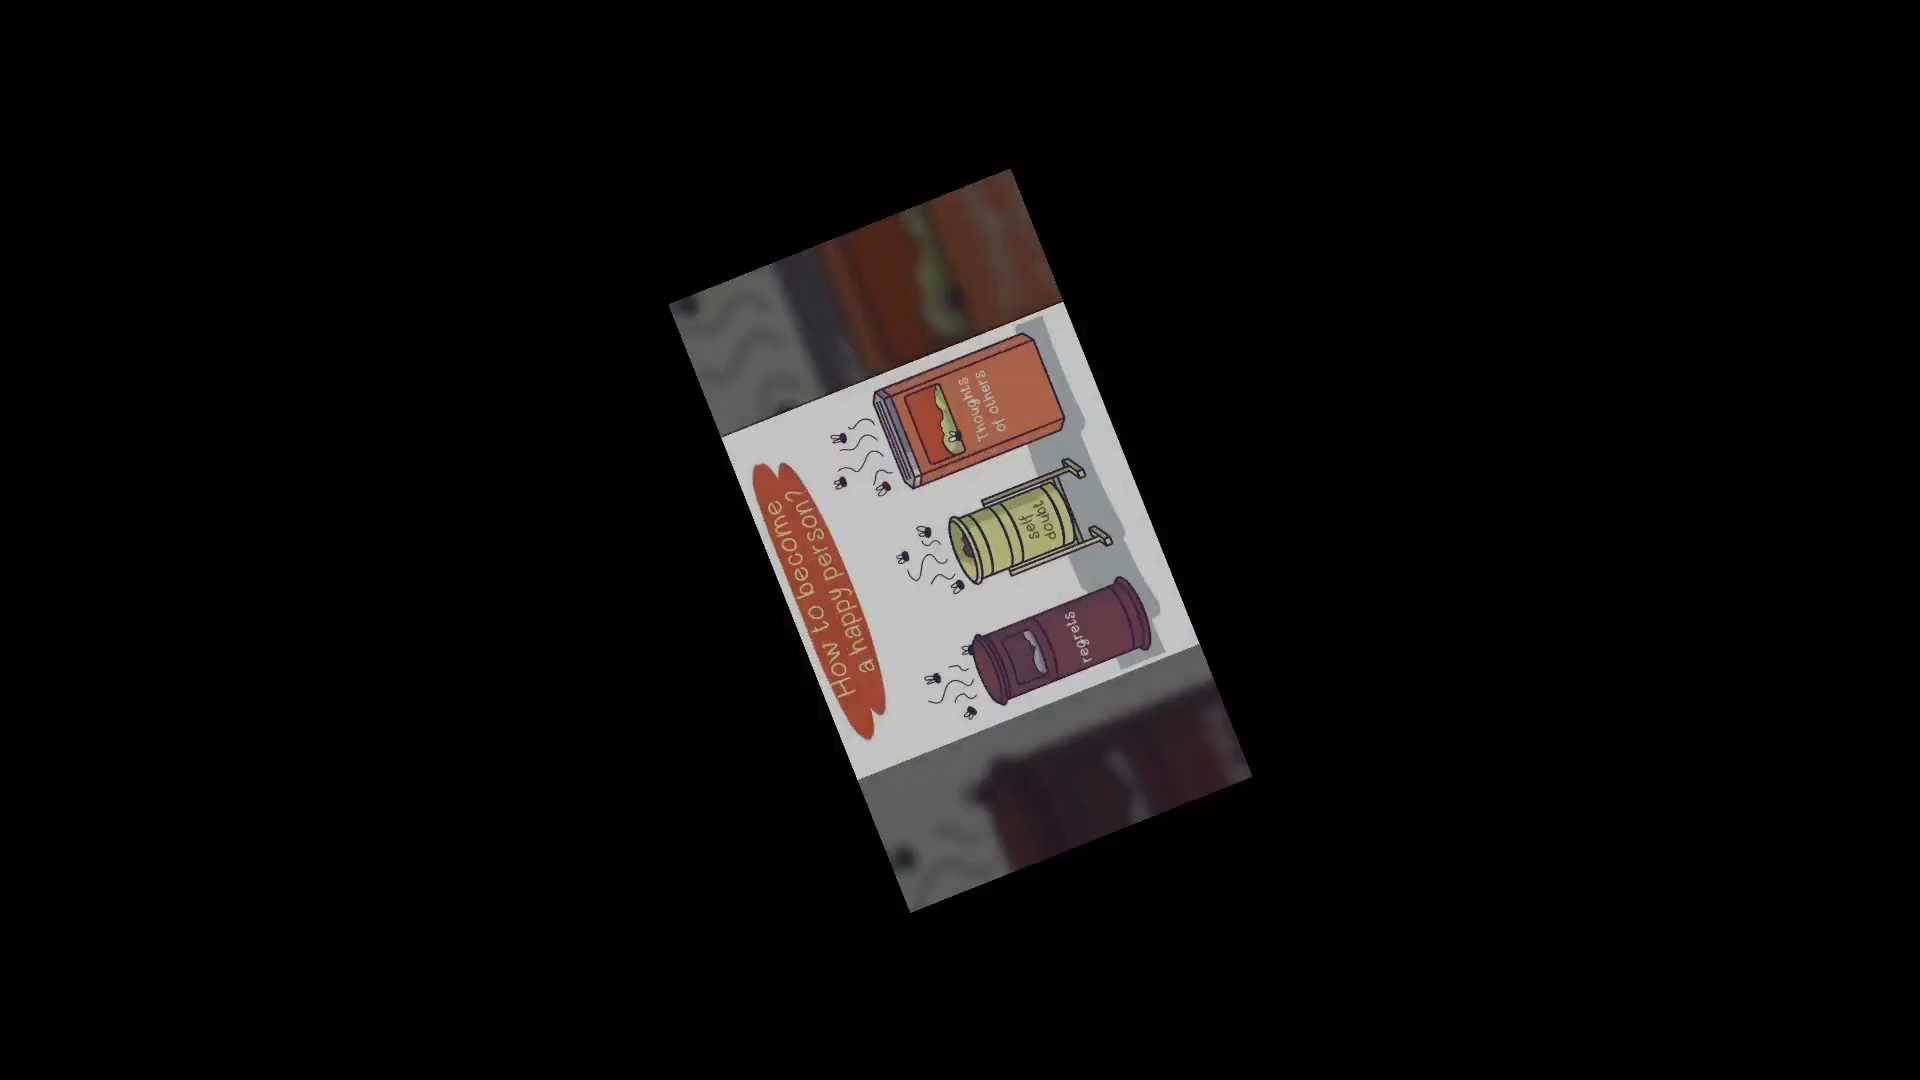 How to become
a happy person?
regrets
self
doubt
Thoughts
of others